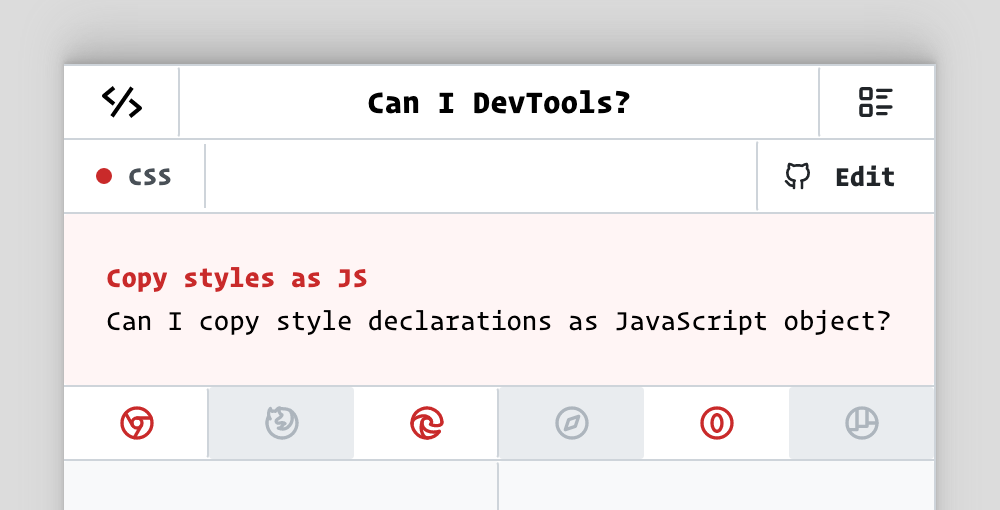 Can I DevTools?
CSS
Edit
Copy styles as JS
Can I copy style declarations as JavaScript object?